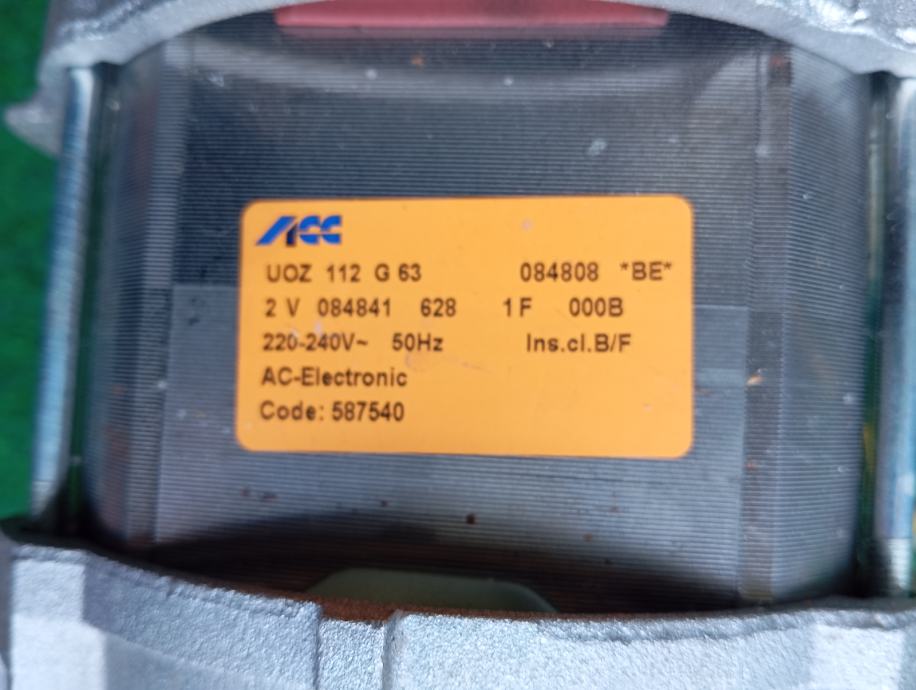 ACC
UOZ 112 G 63 084808 *BE*
2 V 084841 628 1F 000B
220-240V~ 50Hz Ins.cl.B/F
AC-Electronic
Code: 587540